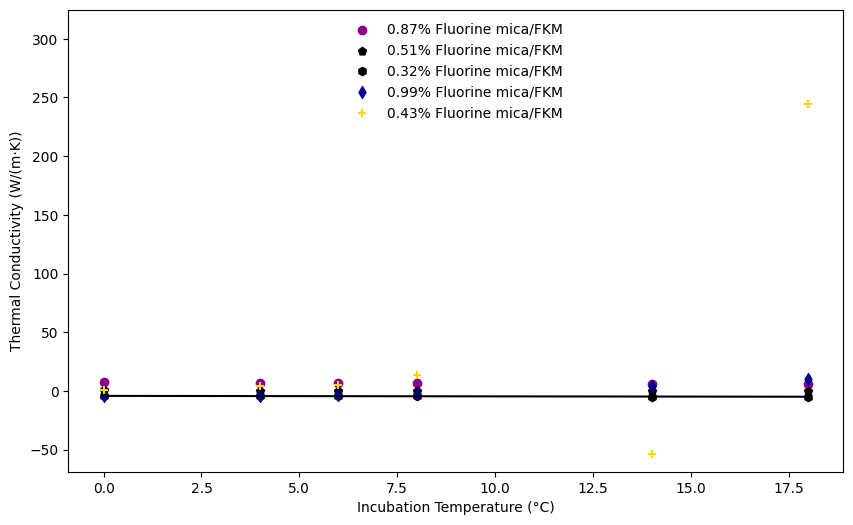 0.87% Fluorine mica/FKM
0.51% Fluorine mica/FKM
0.32% Fluorine mica/FKM
0.99% Fluorine mica/FKM
0.43% Fluorine mica/FKM
Thermal Conductivity (W/(m·K))
300
250
200
150
100
50
0
−50
0.0 2.5 5.0 7.5 10.0 12.5 15.0 17.5
Incubation Temperature (°C)